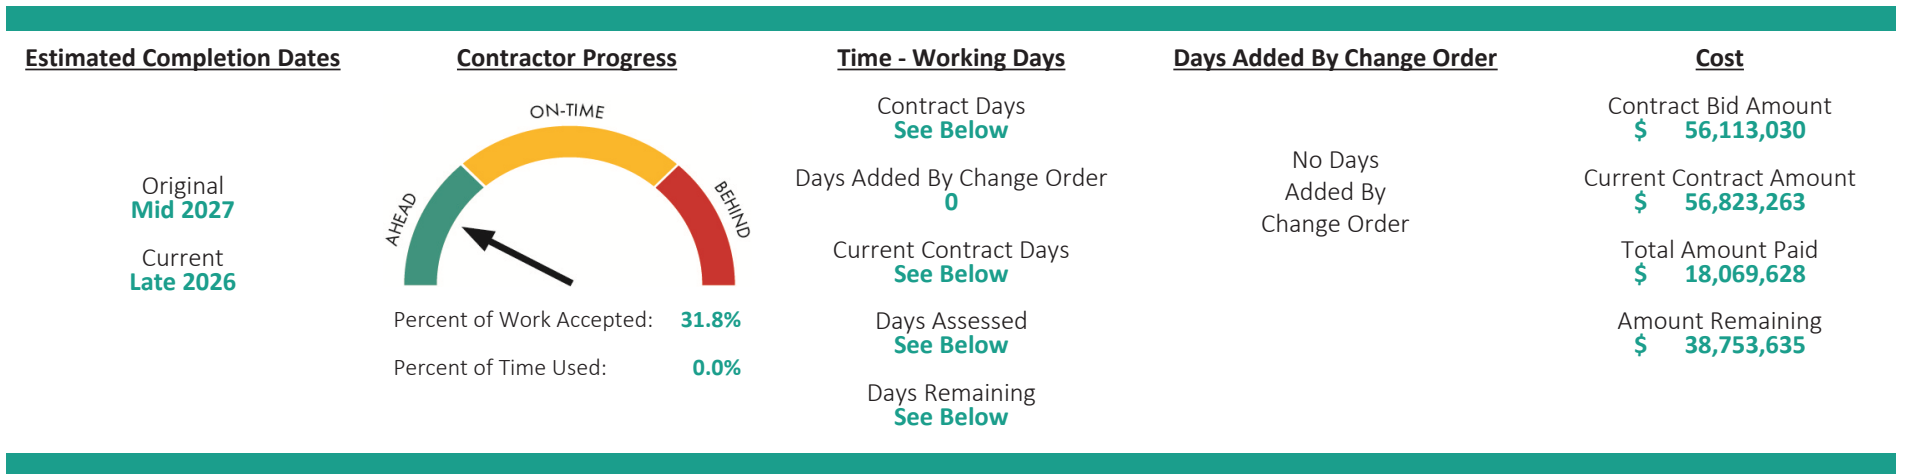 Estimated Completion Dates
Original
Mid 2027
Current
Late 2026
Contractor Progress
ON-TIME
AHEAD
BEHIND
Percent of Work Accepted: 31.8%
Percent of Time Used: 0.0%
Time - Working Days
Contract Days
See Below
Days Added By Change Order
0
Current Contract Days
See Below
Days Assessed
See Below
Days Remaining
See Below
Days Added By Change Order
No Days
Added By
Change Order
Cost
Contract Bid Amount
$ 56,113,030
Current Contract Amount
$ 56,823,263
Total Amount Paid
$ 18,069,628
Amount Remaining
$ 38,753,635